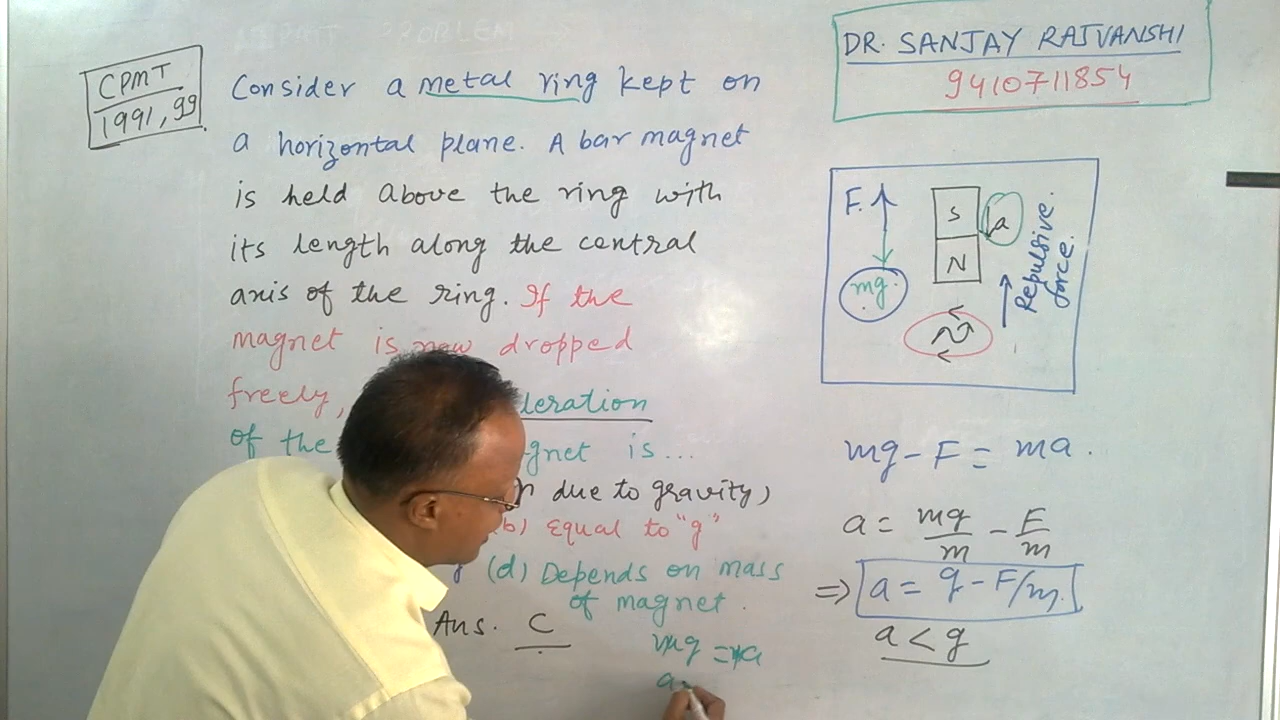 CPMT
1991, 99
Consider a metal ring kept on
a horizontal plane. A bar magnet
is held above the ring with
its length along the central
axis of the ring. If the
magnet is now dropped
freely, leration
of the gnet is...
n due to gravity)
(b) Equal to "g"
(d) Depends on mass
of magnet.
Ans. C
mg = ma
a
DR. SANJAY RAJVANSHI
9410711854
F
mg
S
N
a
N
Repulsive
force.
mg - F = ma.
a = mg/m - F/m
⇒ a = g - F/m.
a < g